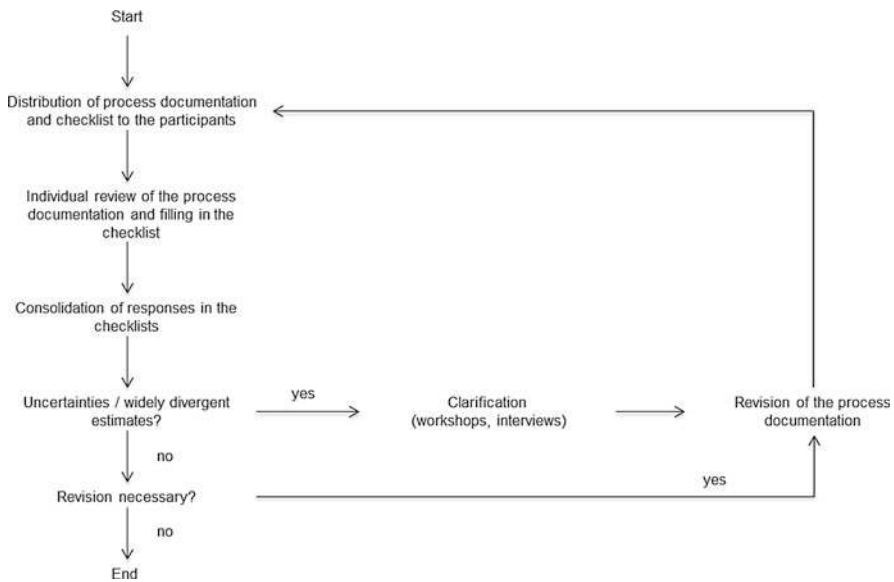 Start
Distribution of process documentation
and checklist to the participants
Individual review of the process
documentation and filling in the
checklist
Consolidation of responses in the
checklists
Uncertainties / widely divergent
estimates?
yes
Clarification
(workshops, interviews)
Revision of the process
documentation
no
Revision necessary?
yes
no
End